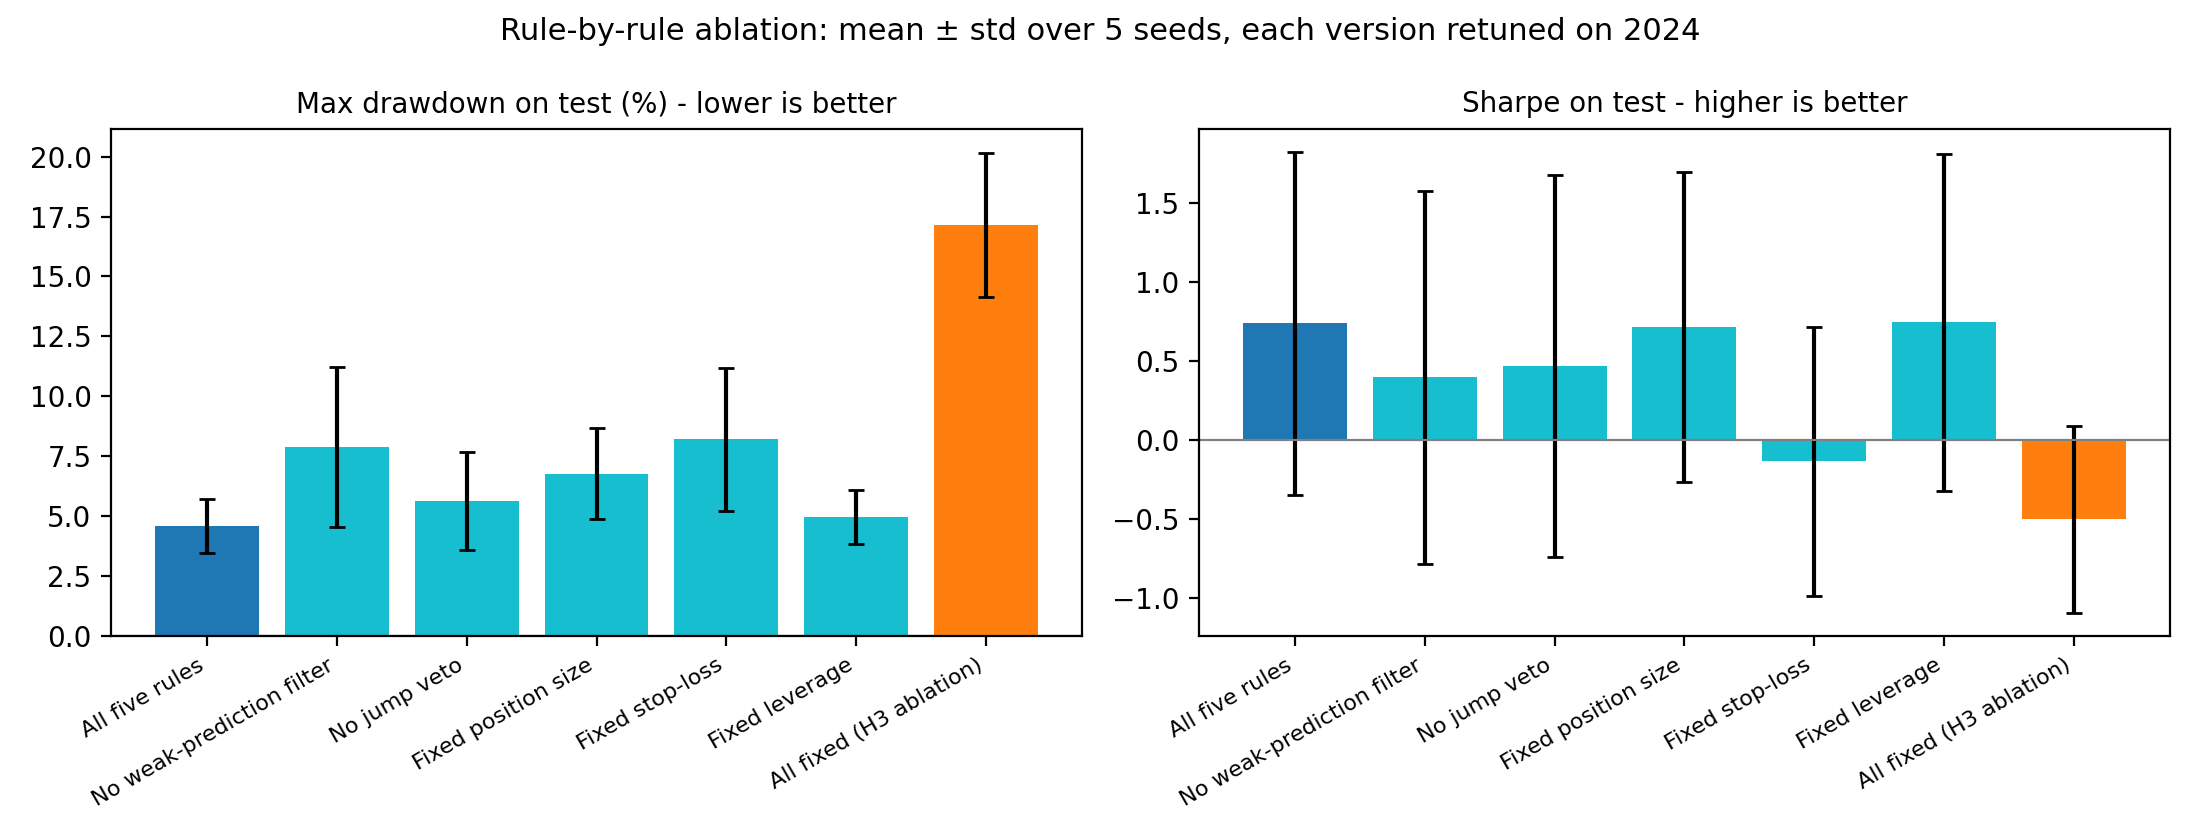 Rule-by-rule ablation: mean ± std over 5 seeds, each version retuned on 2024
Max drawdown on test (%) - lower is better
20.0
17.5
15.0
12.5
10.0
7.5
5.0
2.5
0.0
All five rules
No weak-prediction filter
No jump veto
Fixed position size
Fixed stop-loss
Fixed leverage
All fixed (H3 ablation)
Sharpe on test - higher is better
1.5
1.0
0.5
0.0
−0.5
−1.0
All five rules
No weak-prediction filter
No jump veto
Fixed position size
Fixed stop-loss
Fixed leverage
All fixed (H3 ablation)